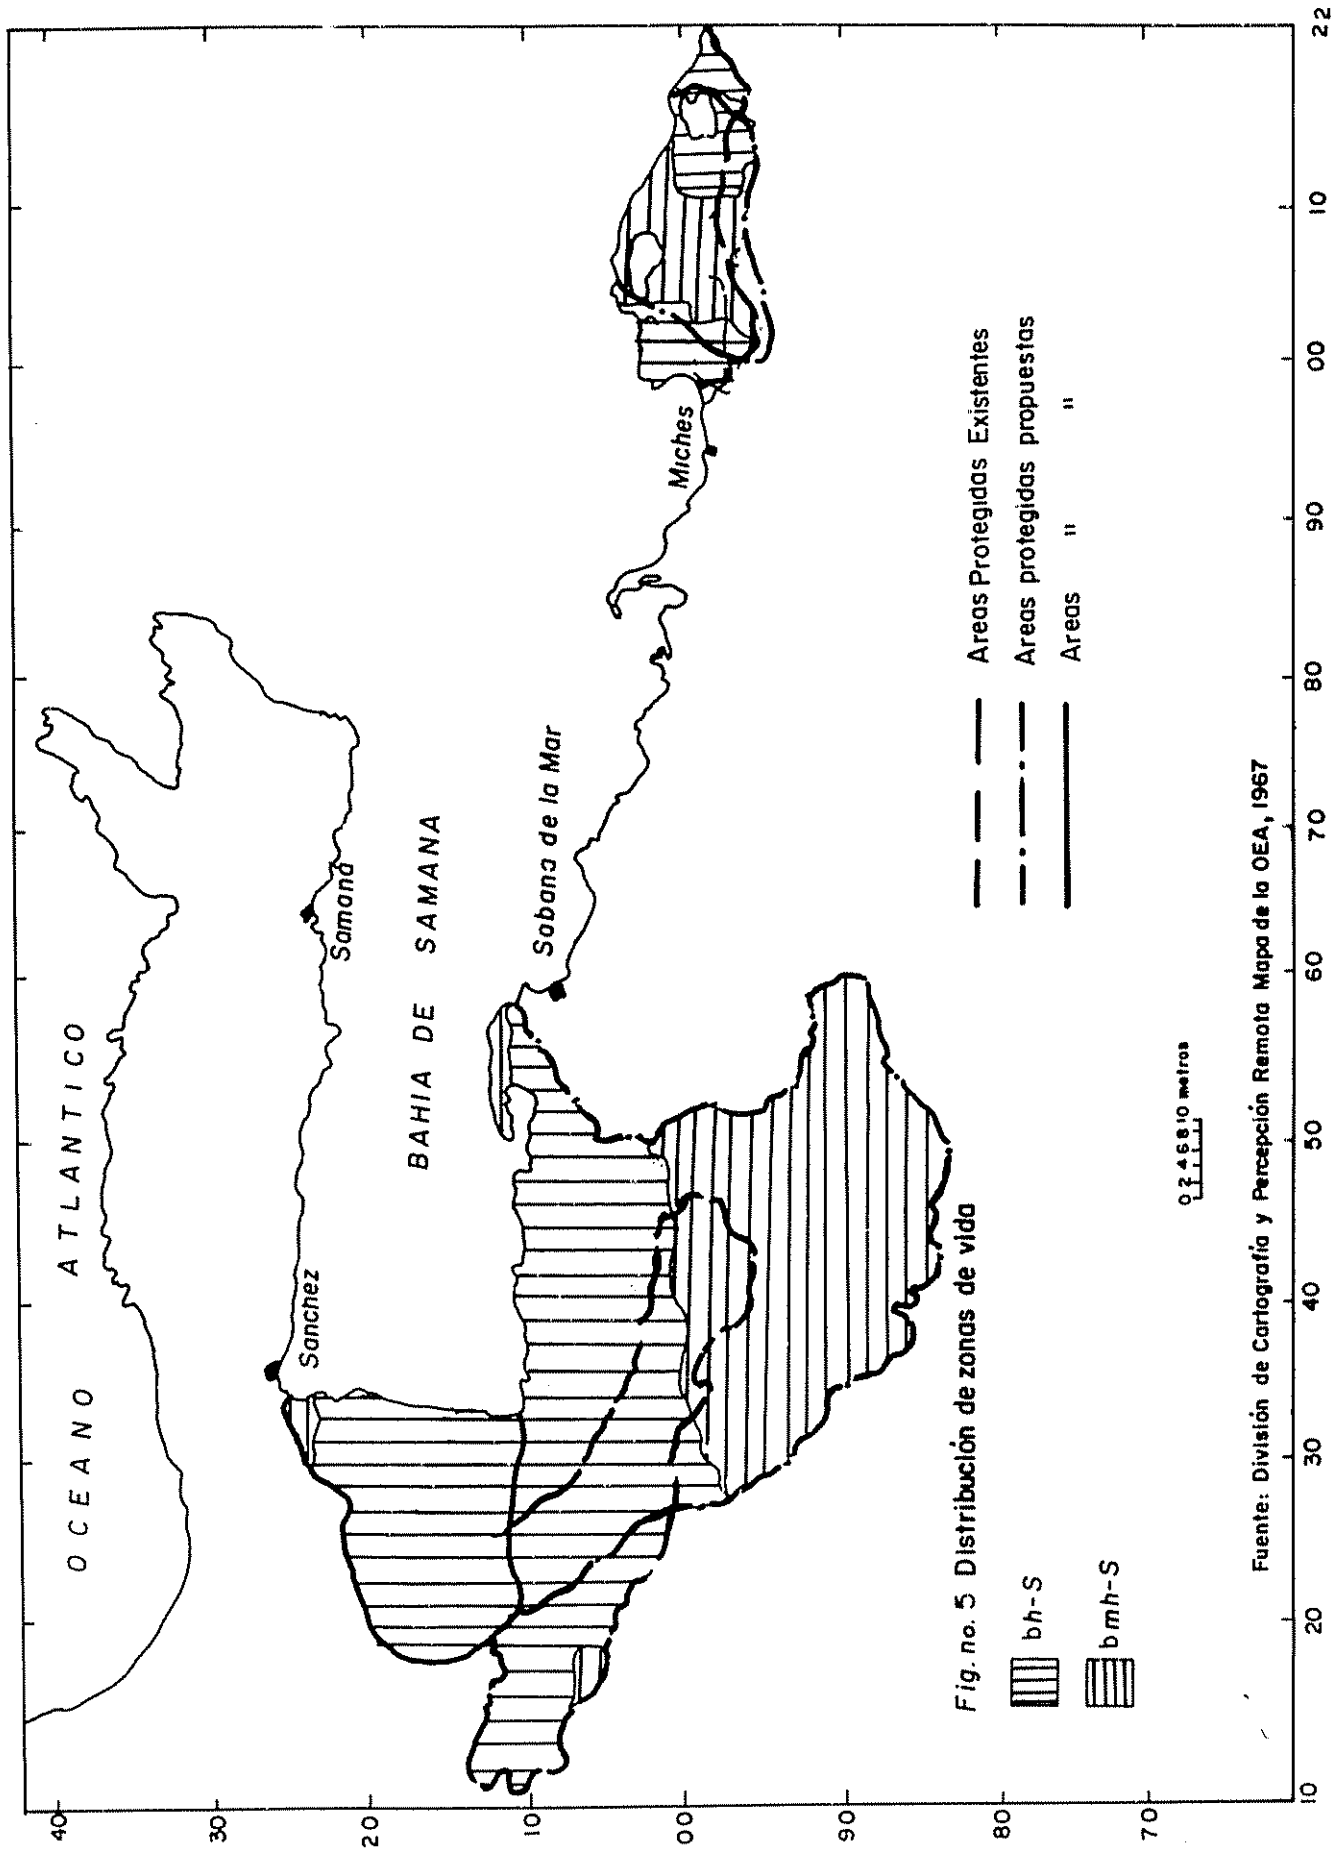 OCEANO ATLANTICO
Sanchez
Samaná
BAHIA DE SAMANA
Sabana de la Mar
Miches
Fig. no. 5 Distribución de zonas de vida
bh-S
bmh-S
Areas Protegidas Existentes
Areas protegidas propuestas
Areas " "
0 2 4 6 8 10 metros
Fuente: División de Cartografía y Percepción Remota Mapa de la OEA, 1967
40
30
20
10
00
90
80
70
10
20
30
40
50
60
70
80
90
00
10
22